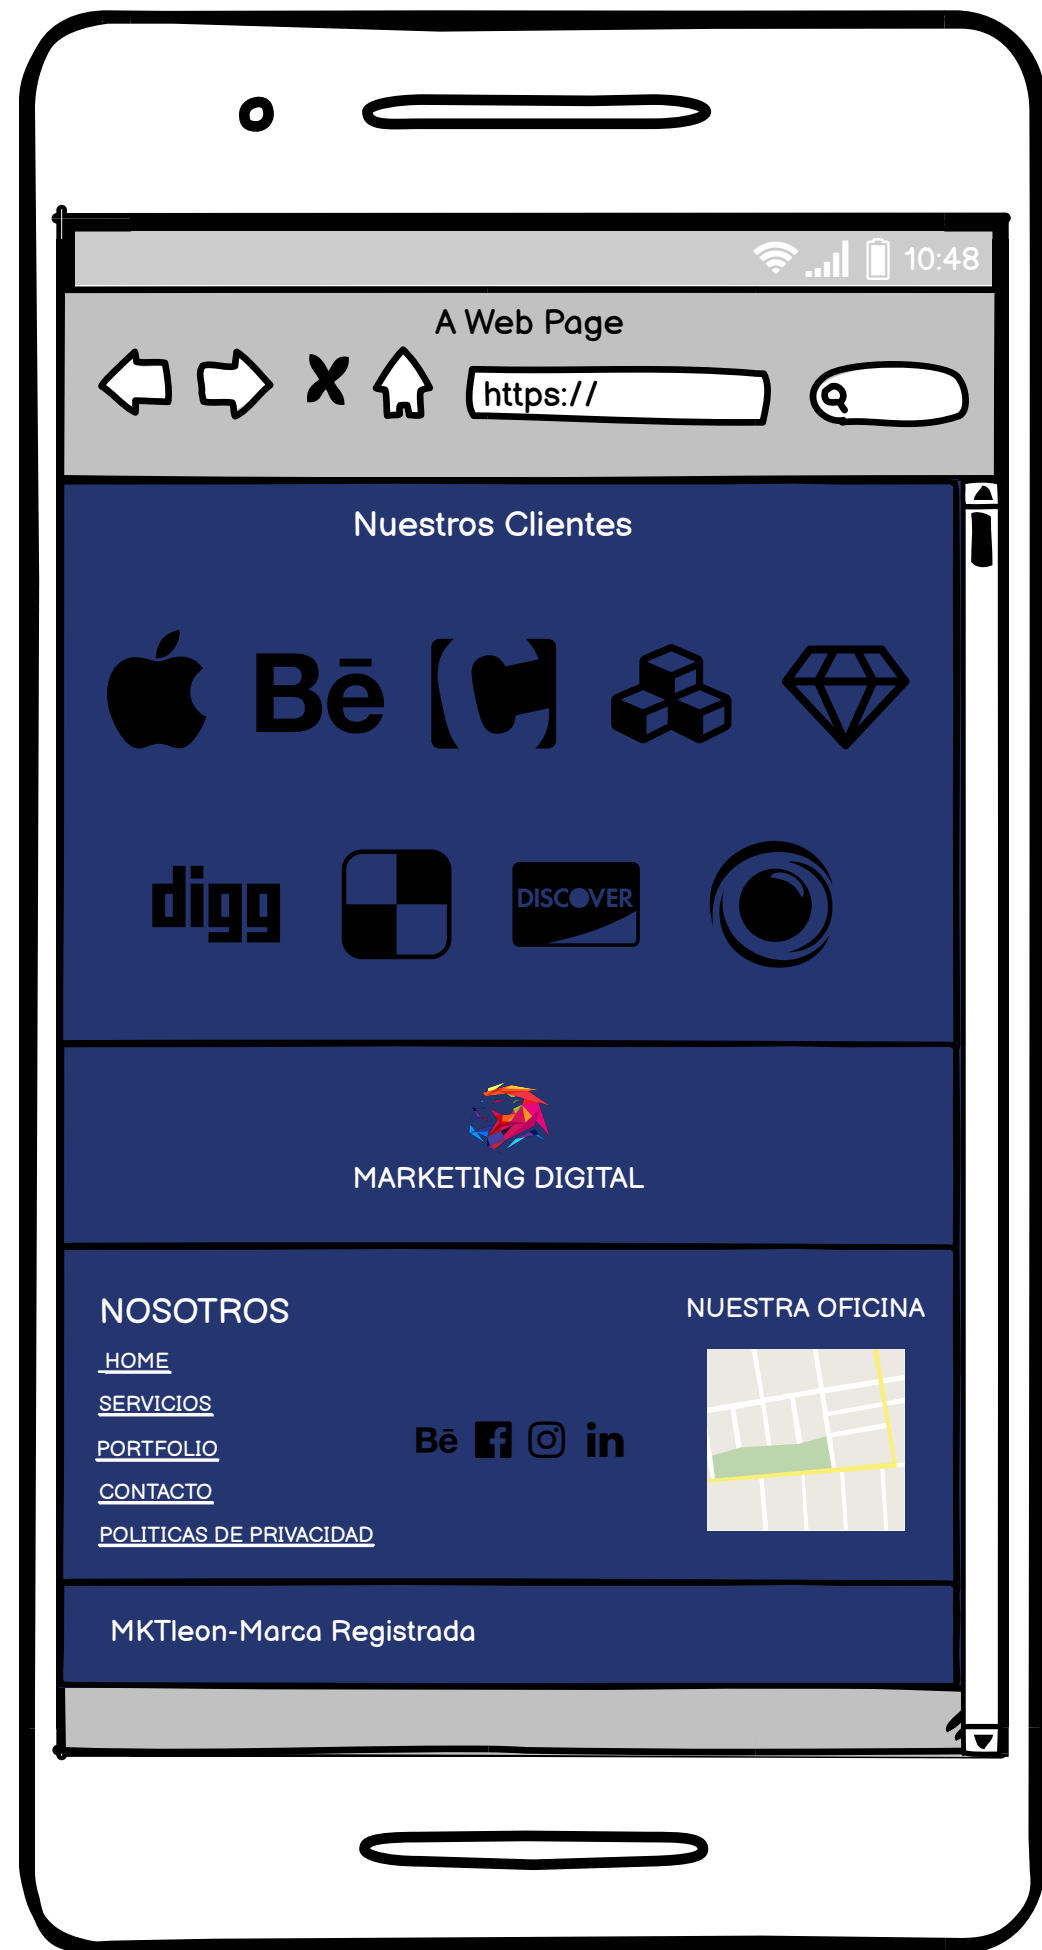 10:48
A Web Page
https://
Nuestros Clientes
Bē
digg
DISCOVER
MARKETING DIGITAL
NOSOTROS
NUESTRA OFICINA
HOME
SERVICIOS
PORTFOLIO
Bē f in
CONTACTO
POLITICAS DE PRIVACIDAD
MKTleon-Marca Registrada